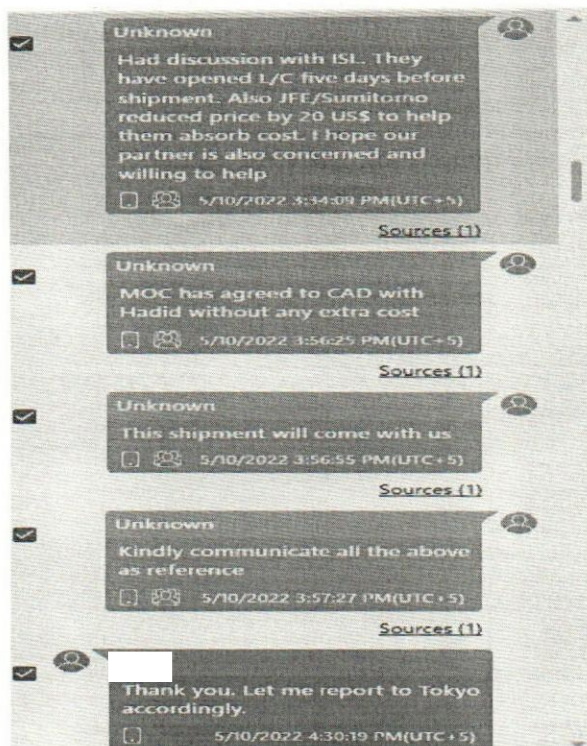 Unknown
Had discussion with ISL. They
have opened L/C five days before
shipment. Also JFE/Sumitorno
reduced price by 20 US$ to help
them absorb cost. I hope our
partner is also concerned and
willing to help
5/10/2022 3:34:09 PM(UTC+5)
Sources (1)
Unknown
MOC has agreed to CAD with
Hadid without any extra cost
5/10/2022 3:56:25 PM(UTC+5)
Sources (1)
Unknown
This shipment will come with us
5/10/2022 3:56:55 PM(UTC+5)
Sources (1)
Unknown
Kindly communicate all the above
as reference
5/10/2022 3:57:27 PM(UTC+5)
Sources (1)
Thank you. Let me report to Tokyo
accordingly.
5/10/2022 4:30:19 PM(UTC+5)